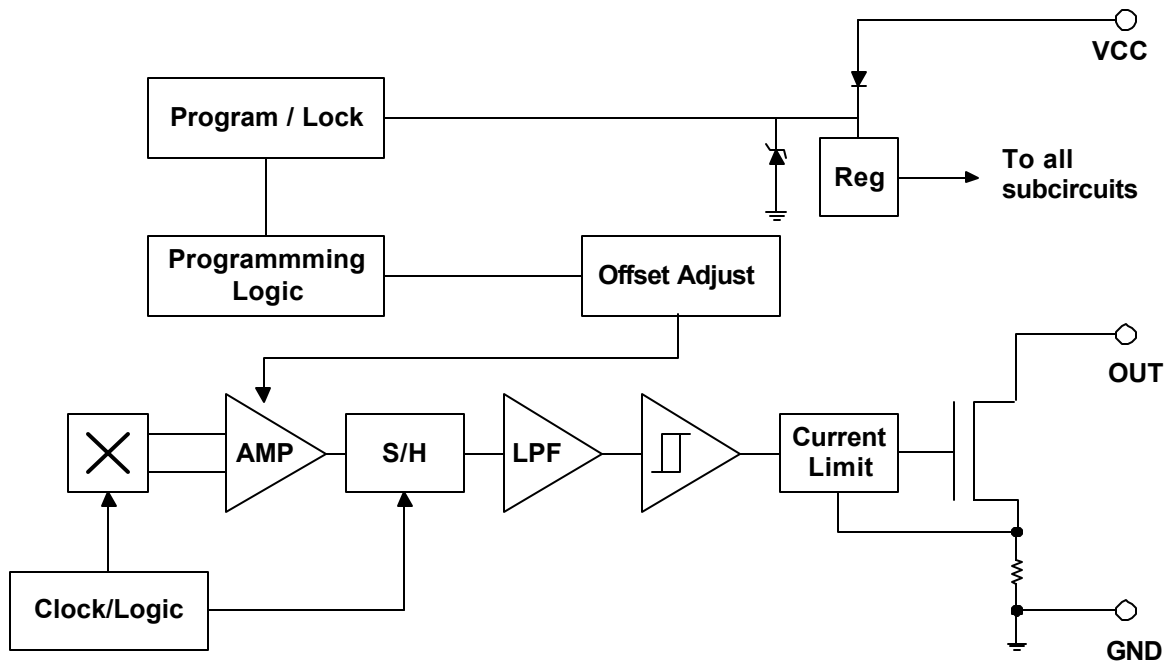 VCC
Program / Lock
To all
subcircuits
Reg
Programmming
Logic
Offset Adjust
OUT
AMP
S/H
LPF
Current
Limit
Clock/Logic
GND